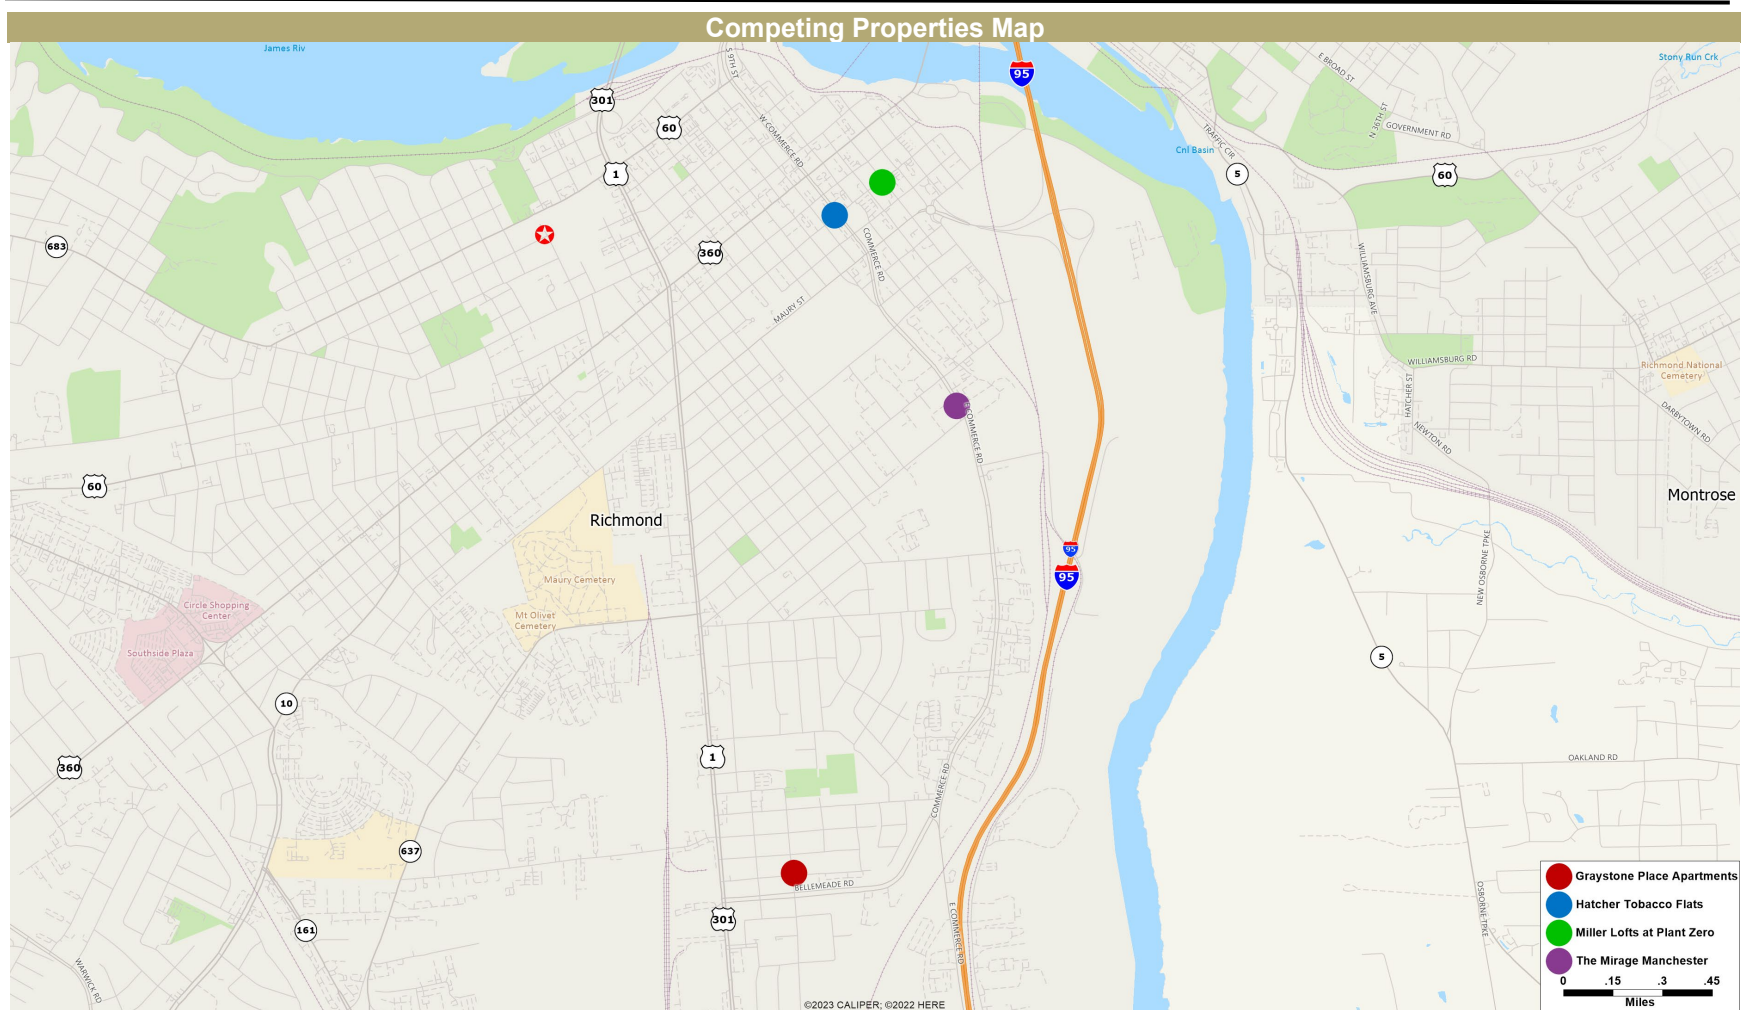 Competing Properties Map
James Riv
S 9TH ST
95
E BROAD ST
Stony Run Crk
301
60
W COMMERCE RD
N 36TH ST
GOVERNMENT RD
TRAFFIC CIR
Cnl Basin
1
5
60
683
360
COMMERCE RD
WILLIAMSBURG AVE
MAURY ST
WILLIAMSBURG RD
Richmond National
Cemetery
HATCHER ST
DARBYTOWN RD
E COMMERCE RD
NEWTON RD
60
Montrose
Richmond
95
95
NEW OSBORNE TPKE
Maury Cemetery
Circle Shopping
Center
Mt Olivet
Cemetery
Southside Plaza
5
10
360
1
OAKLAND RD
COMMERCE RD
637
BELLEMEADE RD
301
161
E COMMERCE RD
OSBORNE TPKE
WARWICK RD
Graystone Place Apartments
Hatcher Tobacco Flats
Miller Lofts at Plant Zero
The Mirage Manchester
0 .15 .3 .45
Miles
©2023 CALIPER; ©2022 HERE